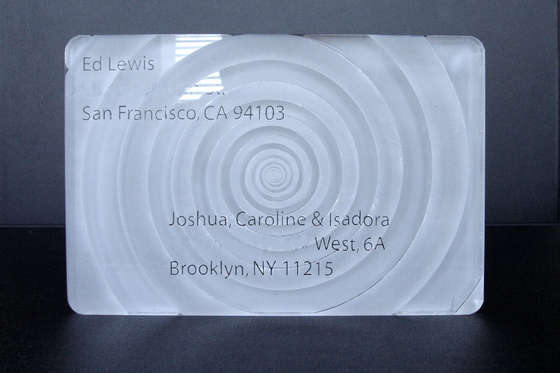 Ed Lewis
San Francisco, CA 94103
Joshua, Caroline & Isadora
West, 6A
Brooklyn, NY 11215